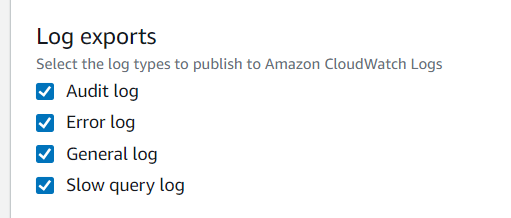 Log exports
Select the log types to publish to Amazon CloudWatch Logs
Audit log
Error log
General log
Slow query log